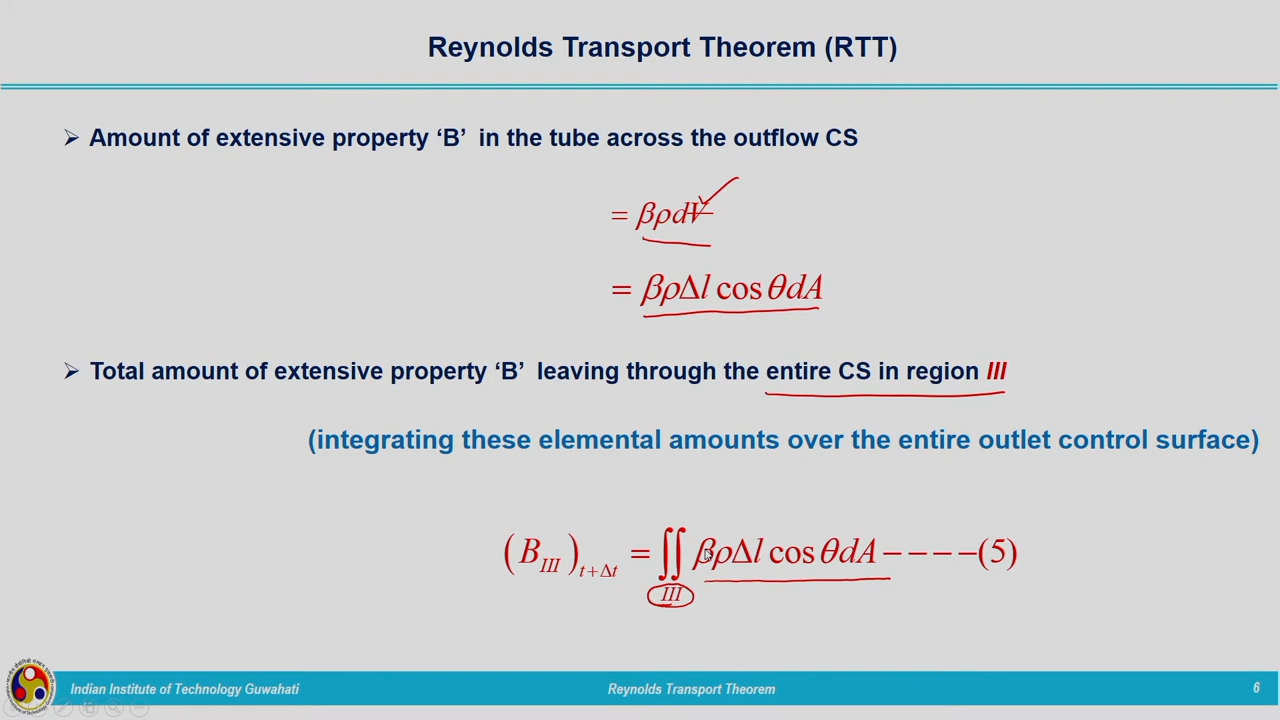 Reynolds Transport Theorem (RTT)
➢ Amount of extensive property ‘B’ in the tube across the outflow CS
= βρdV
= βρΔl cos θdA
➢ Total amount of extensive property ‘B’ leaving through the entire CS in region III
(integrating these elemental amounts over the entire outlet control surface)
(B_III)_{t+Δt} = ∬_III βρΔl cos θdA − − − −(5)
Indian Institute of Technology Guwahati
Reynolds Transport Theorem
6